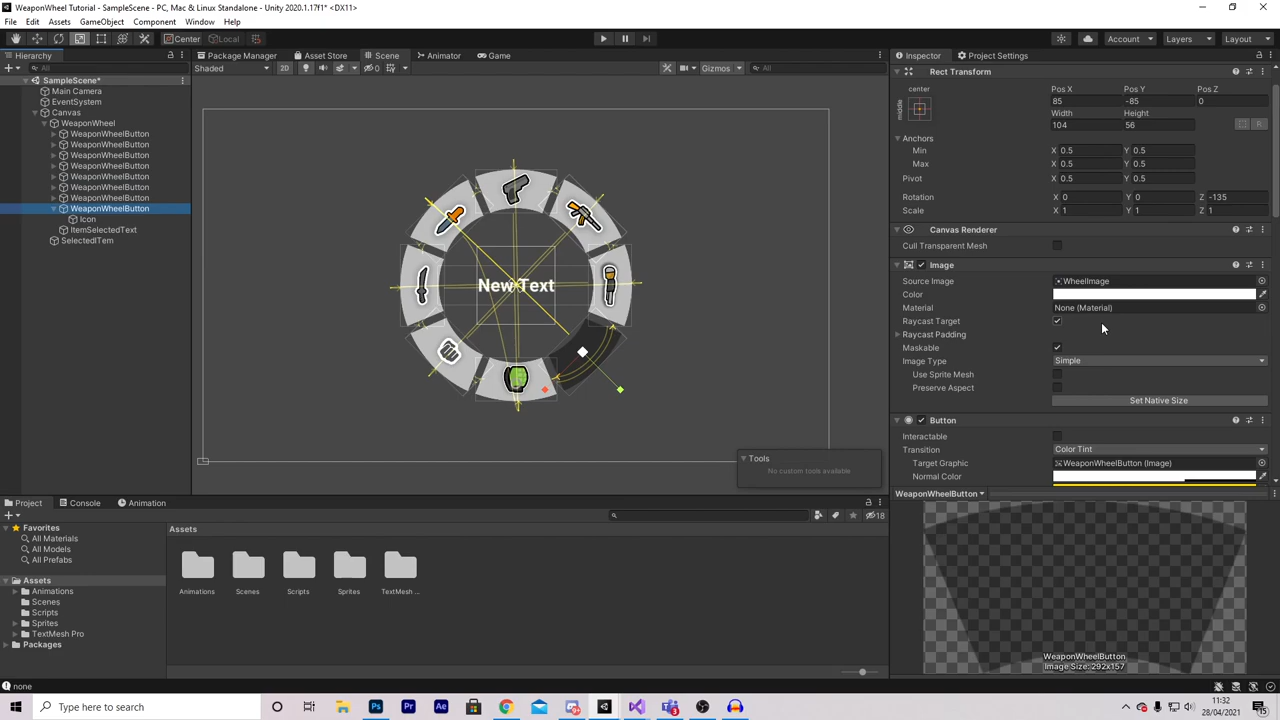 WeaponWheel Tutorial - SampleScene - PC, Mac & Linux Standalone - Unity 2020.1.17f1* <DX11>
File Edit Assets GameObject Component Window Help
Center Local Account Layers Layout
Hierarchy Package Manager Asset Store Scene Animator Game Inspector Project Settings
All Shaded 2D 0 Gizmos All
SampleScene*
Main Camera
EventSystem
Canvas
WeaponWheel
WeaponWheelButton
WeaponWheelButton
WeaponWheelButton
WeaponWheelButton
WeaponWheelButton
WeaponWheelButton
WeaponWheelButton
WeaponWheelButton
Icon
ItemSelectedText
SelectedITem
New Text
Tools
No custom tools available
Rect Transform
center Pos X Pos Y Pos Z
middle 85 -85 0
Width Height
104 56 R
Anchors
Min X 0.5 Y 0.5
Max X 0.5 Y 0.5
Pivot X 0.5 Y 0.5
Rotation X 0 Y 0 Z -135
Scale X 1 Y 1 Z 1
Canvas Renderer
Cull Transparent Mesh
Image
Source Image WheelImage
Color
Material None (Material)
Raycast Target
Raycast Padding
Maskable
Image Type Simple
Use Sprite Mesh
Preserve Aspect
Set Native Size
Button
Interactable
Transition Color Tint
Target Graphic WeaponWheelButton (Image)
Normal Color
WeaponWheelButton
WeaponWheelButton
Image Size: 292x157
Project Console Animation
18
Favorites
All Materials
All Models
All Prefabs
Assets
Animations
Scenes
Scripts
Sprites
TextMesh Pro
Packages
Assets
Animations Scenes Scripts Sprites TextMesh ...
none
Type here to search
11:32
28/04/2021
15